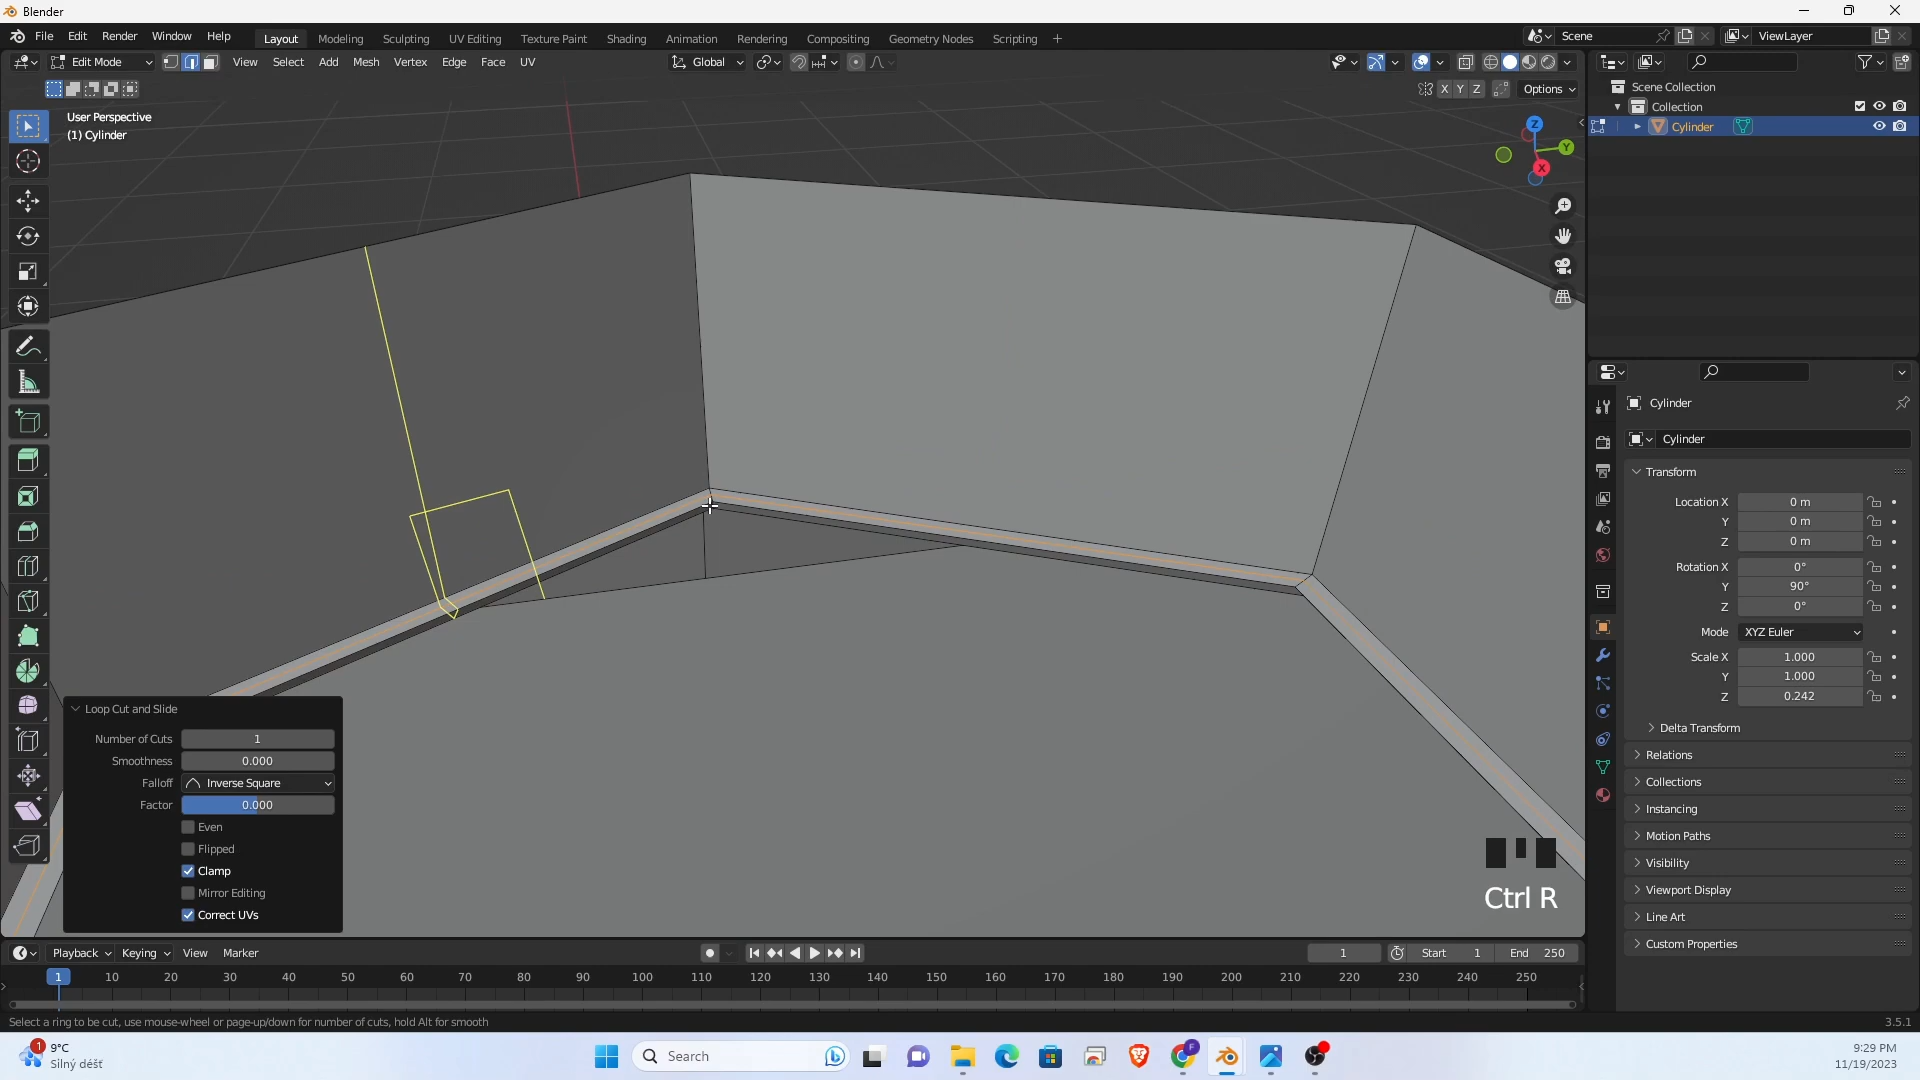 Blender
File Edit Render Window Help
Layout Modeling Sculpting UV Editing Texture Paint Shading Animation Rendering Compositing Geometry Nodes Scripting +
Scene
ViewLayer
Edit Mode View Select Add Mesh Vertex Edge Face UV
Global
X Y Z Options
User Perspective
(1) Cylinder
Z
Y
X
Scene Collection
Collection
Cylinder
Cylinder
Cylinder
Transform
Location X 0 m
Y 0 m
Z 0 m
Rotation X 0°
Y 90°
Z 0°
Mode XYZ Euler
Scale X 1.000
Y 1.000
Z 0.242
Delta Transform
Relations
Collections
Instancing
Motion Paths
Visibility
Viewport Display
Line Art
Custom Properties
Loop Cut and Slide
Number of Cuts 1
Smoothness 0.000
Falloff Inverse Square
Factor 0.000
Even
Flipped
Clamp
Mirror Editing
Correct UVs
Ctrl R
Playback Keying View Marker
1 Start 1 End 250
1 10 20 30 40 50 60 70 80 90 100 110 120 130 140 150 160 170 180 190 200 210 220 230 240 250
Select a ring to be cut, use mouse-wheel or page-up/down for number of cuts, hold Alt for smooth
3.5.1
1
9°C
Silný déšť
Search
F
9:29 PM
11/19/2023